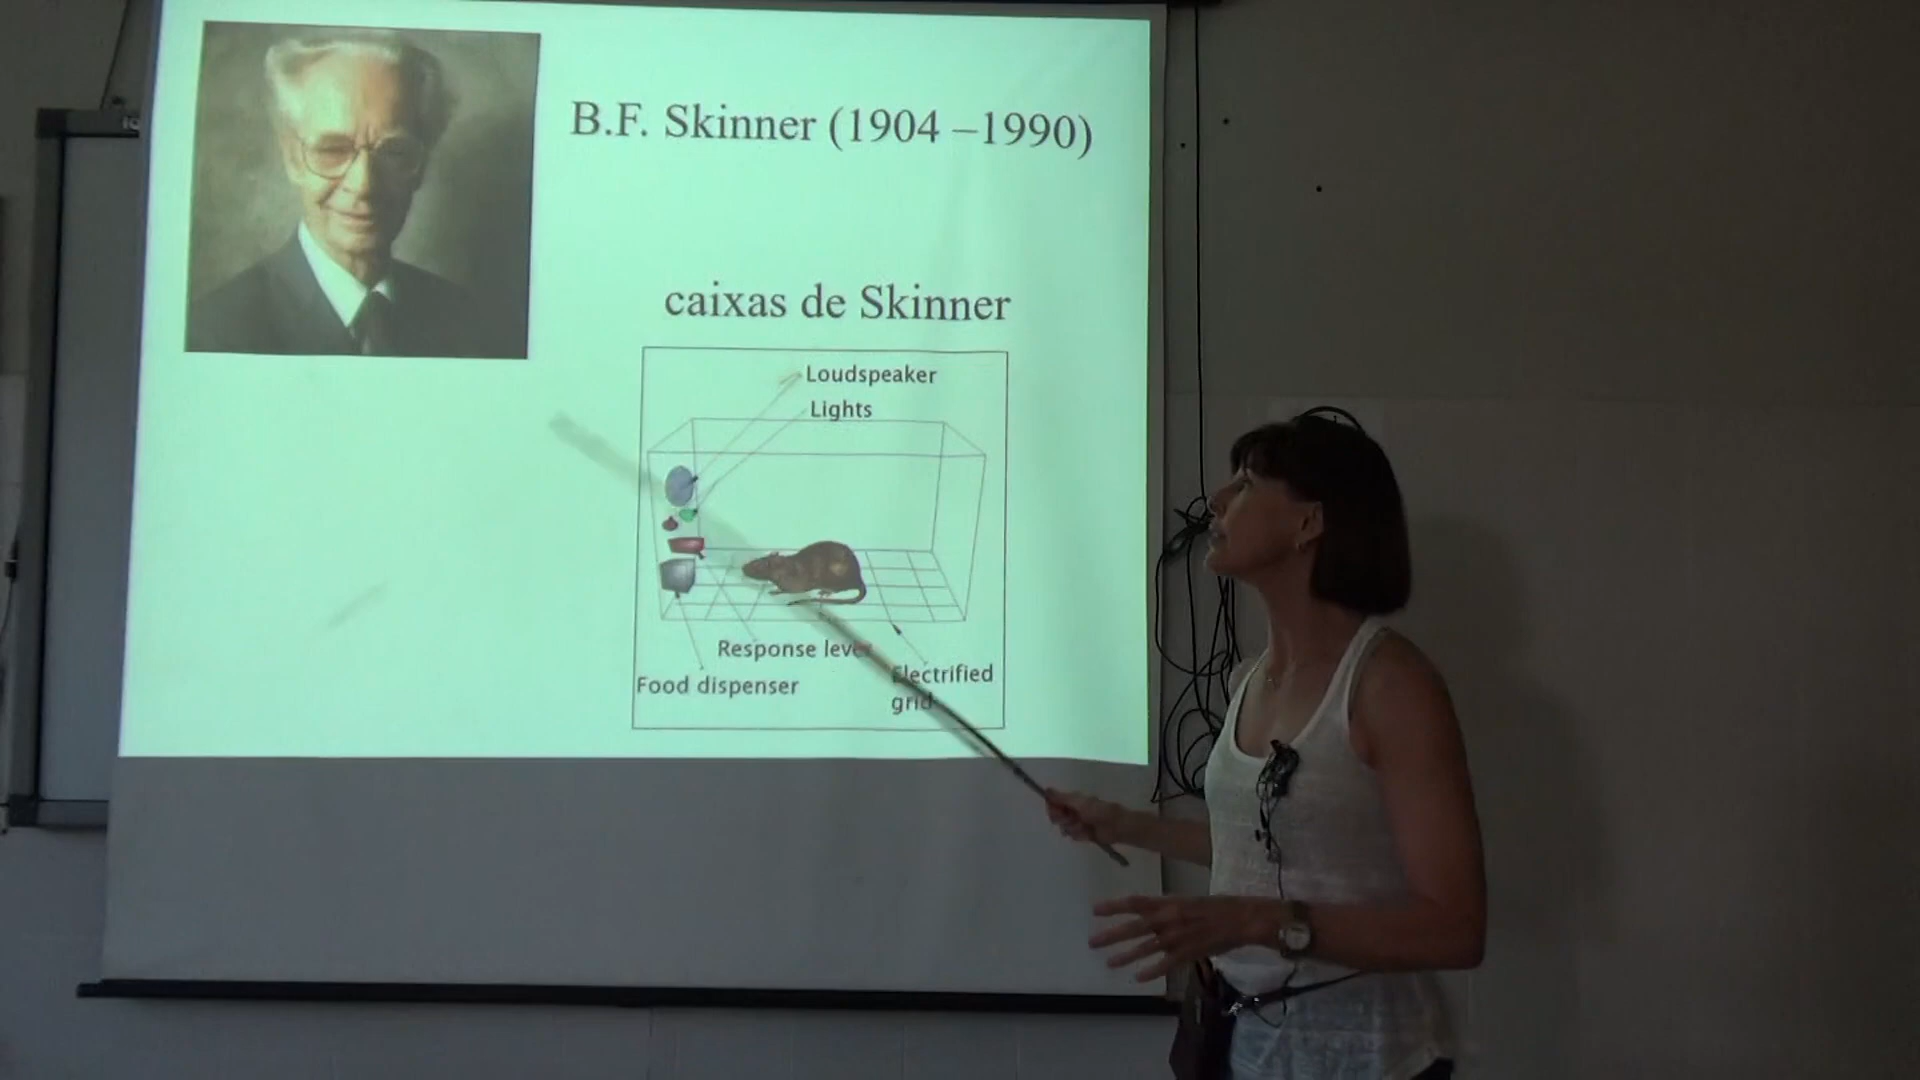 B.F. Skinner (1904 –1990)
caixas de Skinner
Loudspeaker
Lights
Response lever
Electrified
grid
Food dispenser